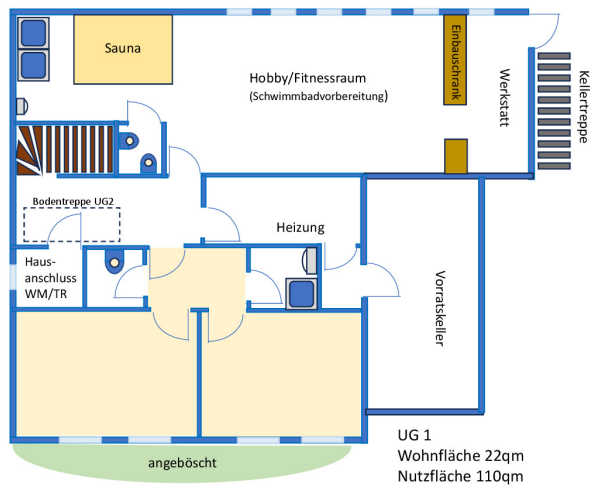 Sauna
Hobby/Fitnessraum
(Schwimmbadvorbereitung)
Einbauschrank
Werkstatt
Kellertreppe
Bodentreppe UG2
Heizung
Haus-
anschluss
WM/TR
Vorratskeller
angeböscht
UG 1
Wohnfläche 22qm
Nutzfläche 110qm